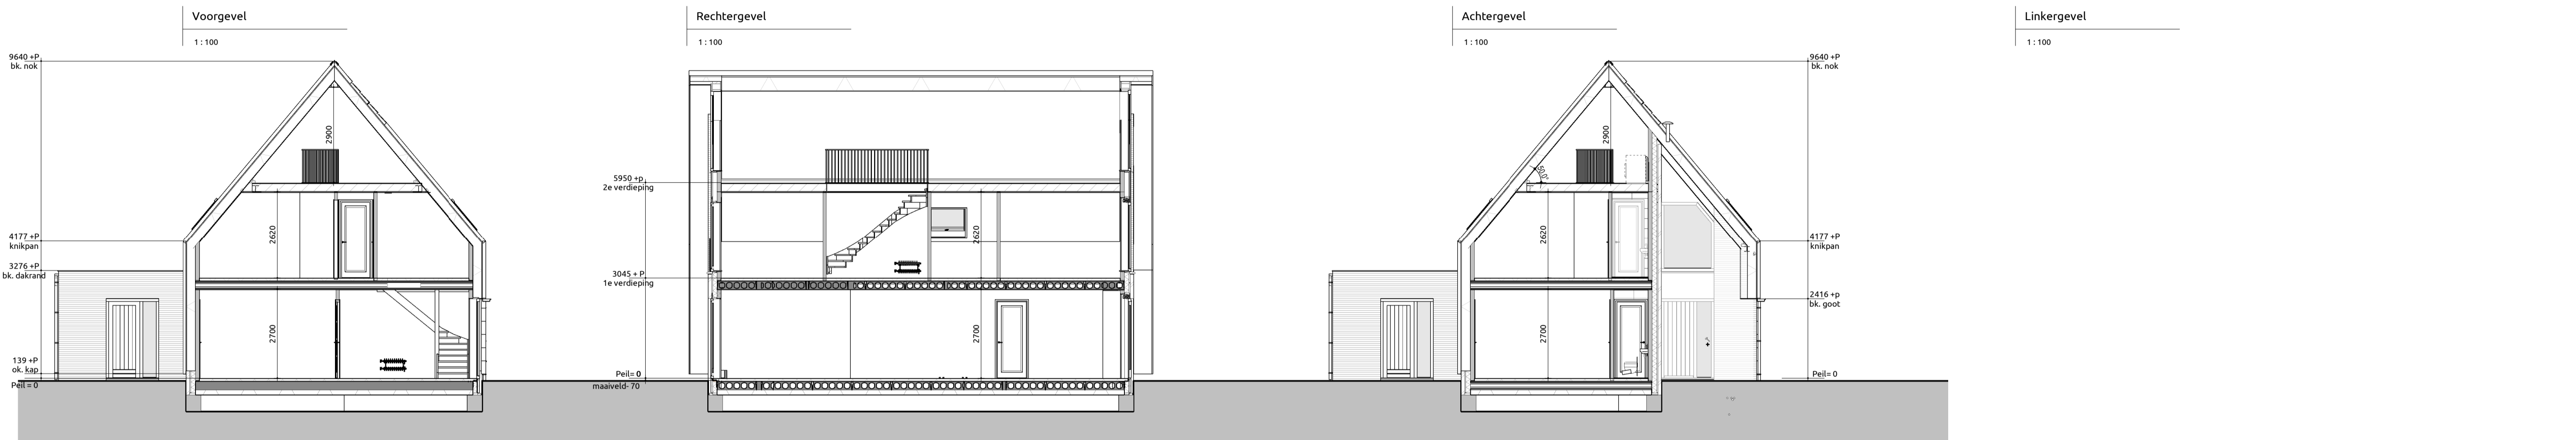 Voorgevel
1 : 100
Rechtergevel
1 : 100
Achtergevel
1 : 100
Linkergevel
1 : 100
9640 +P
bk. nok
4177 +P
knikpan
3276 +P
bk. dakrand
139 +P
ok. kap
Peil = 0
2900
2620
2700
5950 +p
2e verdieping
3045 + P
1e verdieping
Peil= 0
maaiveld- 70
2620
2700
2900
50,0°
2620
2700
9640 +P
bk. nok
4177 +P
knikpan
2416 +p
bk. goot
Peil= 0